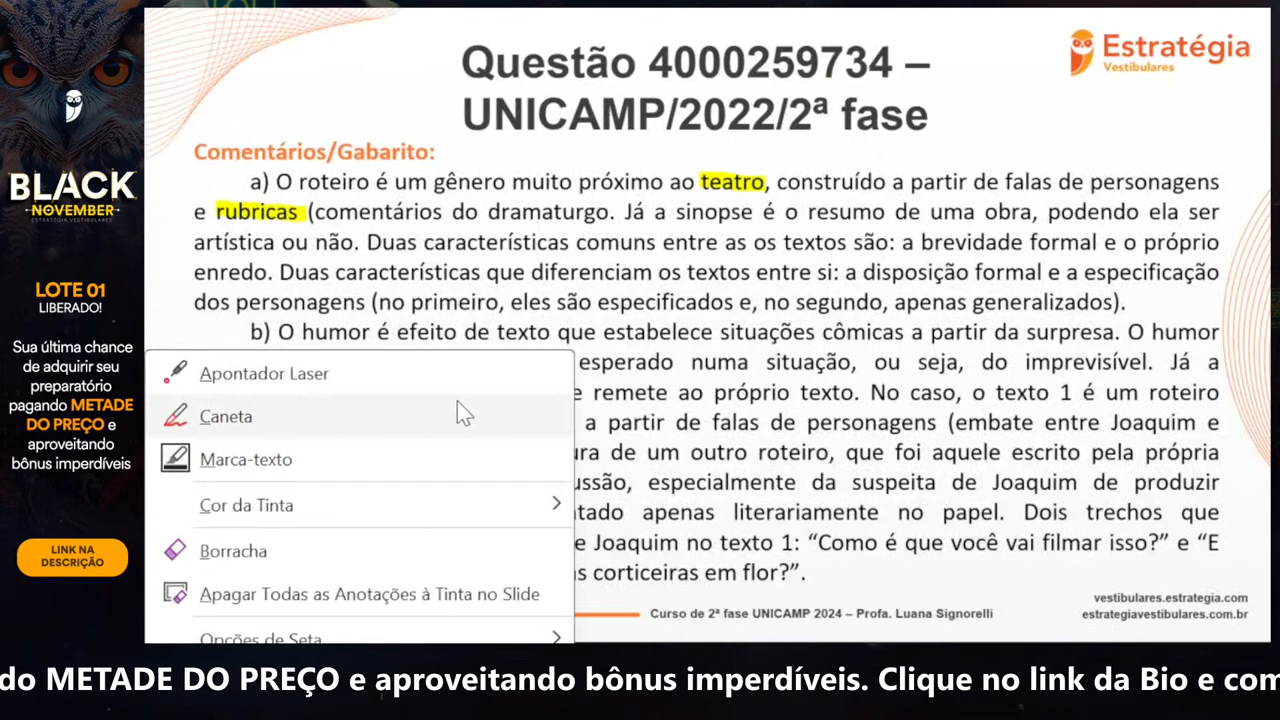 Estratégia
Vestibulares
Questão 4000259734 –
UNICAMP/2022/2ª fase
Comentários/Gabarito:
a) O roteiro é um gênero muito próximo ao teatro, construído a partir de falas de personagens
e rubricas (comentários do dramaturgo. Já a sinopse é o resumo de uma obra, podendo ela ser
artística ou não. Duas características comuns entre as os textos são: a brevidade formal e o próprio
enredo. Duas características que diferenciam os textos entre si: a disposição formal e a especificação
dos personagens (no primeiro, eles são especificados e, no segundo, apenas generalizados).
b) O humor é efeito de texto que estabelece situações cômicas a partir da surpresa. O humor
esperado numa situação, ou seja, do imprevisível. Já a
e remete ao próprio texto. No caso, o texto 1 é um roteiro
a partir de falas de personagens (embate entre Joaquim e
ura de um outro roteiro, que foi aquele escrito pela própria
ussão, especialmente da suspeita de Joaquim de produzir
tado apenas literariamente no papel. Dois trechos que
e Joaquim no texto 1: “Como é que você vai filmar isso?” e “E
s corticeiras em flor?”.
Apontador Laser
Caneta
Marca-texto
Cor da Tinta
Borracha
Apagar Todas as Anotações à Tinta no Slide
Opções de Seta
Curso de 2ª fase UNICAMP 2024 – Profa. Luana Signorelli
vestibulares.estrategia.com
estrategiavestibulares.com.br
BLACK
NOVEMBER
ESTRATÉGIA VESTIBULARES
LOTE 01
LIBERADO!
Sua última chance
de adquirir seu
preparatório
pagando METADE
DO PREÇO e
aproveitando
bônus imperdíveis
LINK NA
DESCRIÇÃO
do METADE DO PREÇO e aproveitando bônus imperdíveis. Clique no link da Bio e com